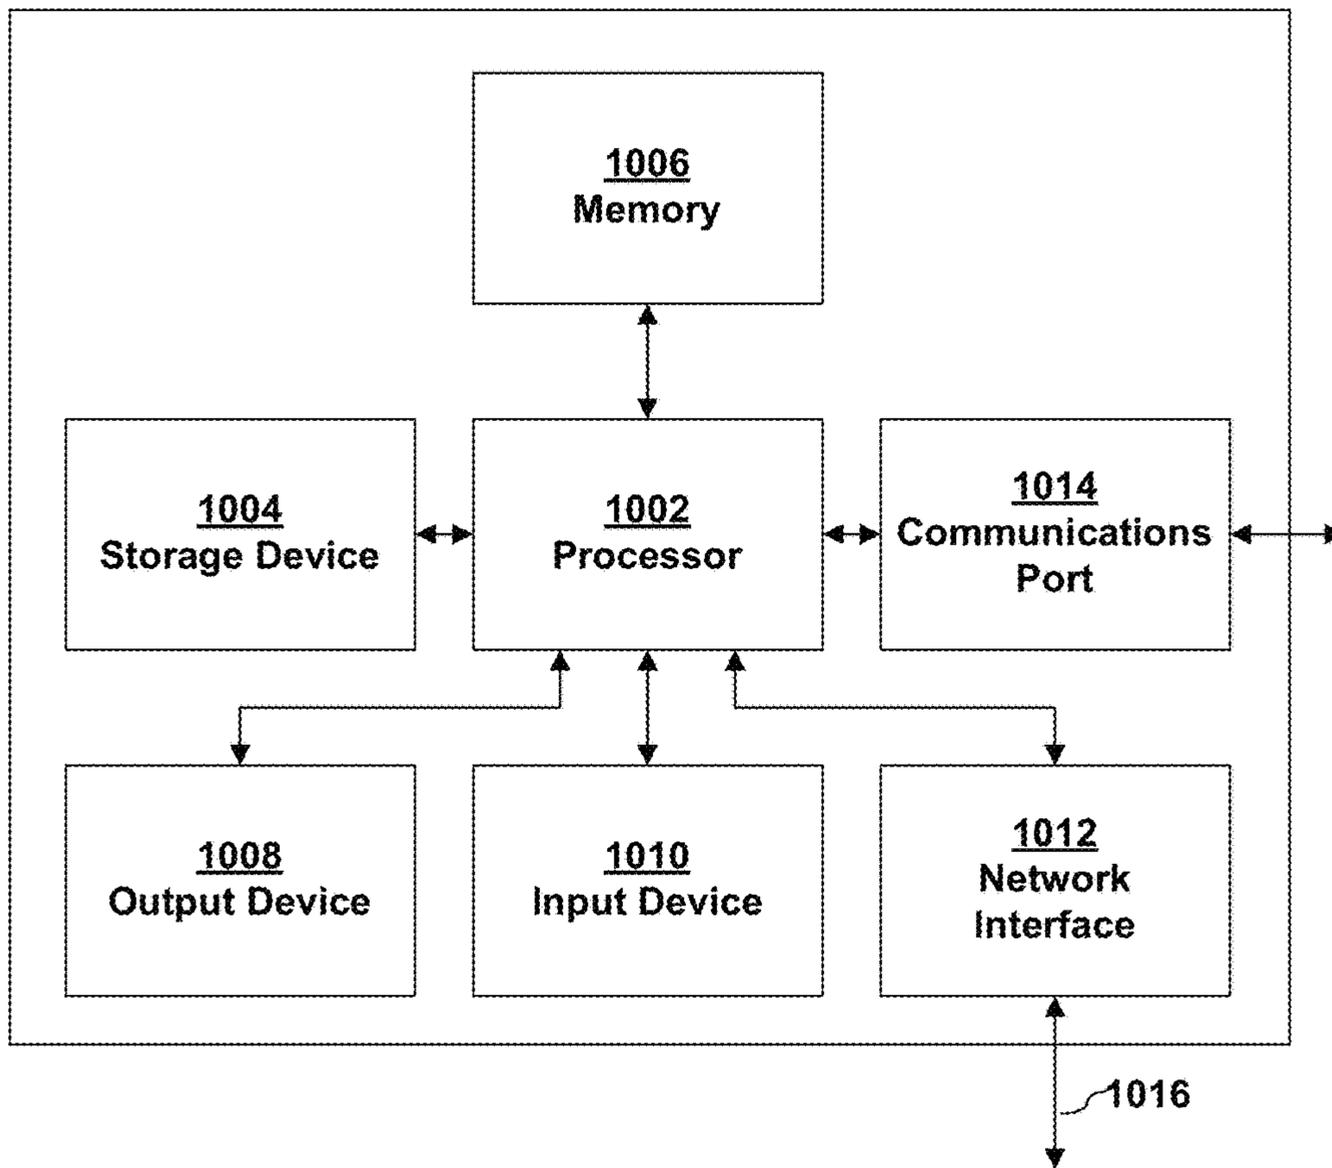 1006
Memory
1004
Storage Device
1002
Processor
1014
Communications
Port
1008
Output Device
1010
Input Device
1012
Network
Interface
1016